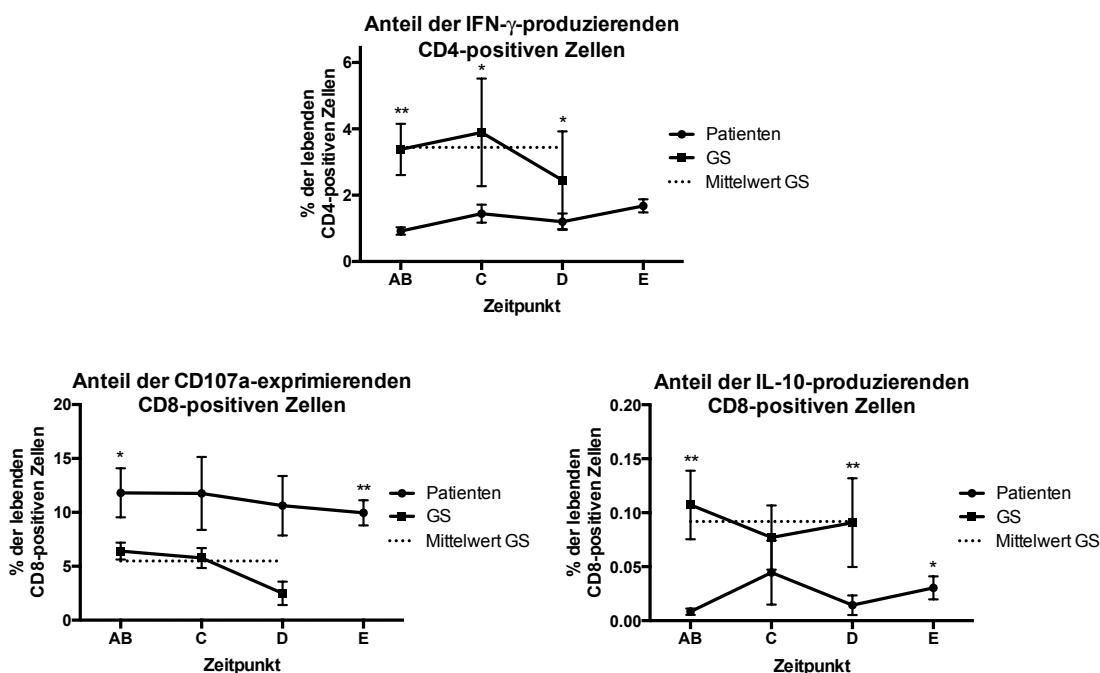 Anteil der IFN-γ-produzierenden
CD4-positiven Zellen
% der lebenden
CD4-positiven Zellen
6
4
2
0
**
*
*
AB
C
D
E
Zeitpunkt
Patienten
GS
Mittelwert GS
Anteil der CD107a-exprimierenden
CD8-positiven Zellen
% der lebenden
CD8-positiven Zellen
20
15
10
5
0
*
**
AB
C
D
E
Zeitpunkt
Patienten
GS
Mittelwert GS
Anteil der IL-10-produzierenden
CD8-positiven Zellen
% der lebenden
CD8-positiven Zellen
0.20
0.15
0.10
0.05
0.00
**
**
*
AB
C
D
E
Zeitpunkt
Patienten
GS
Mittelwert GS